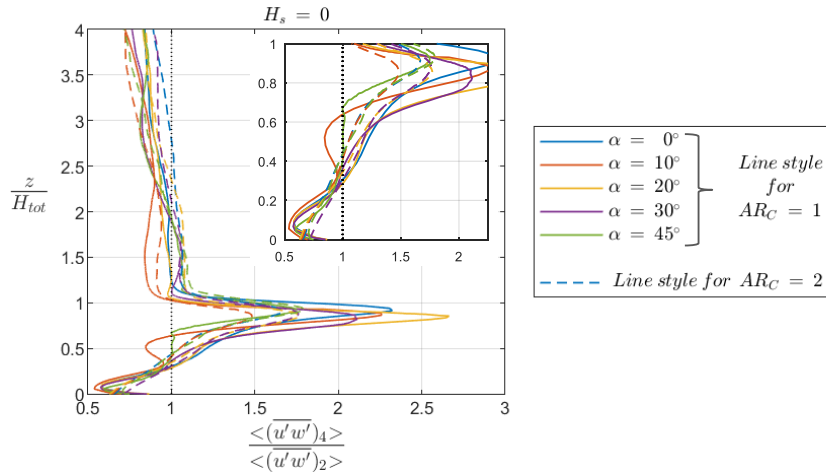 H_s = 0
4
3.5
3
2.5
2
1.5
1
0.5
0
z
H_tot
0.5 1 1.5 2 2.5 3
<(u'w')_4>
<(u'w')_2>
1
0.8
0.6
0.4
0.2
0
0.5 1 1.5 2
α = 0°
α = 10°
α = 20°
α = 30°
α = 45°
Line style
for
AR_C = 1
Line style for AR_C = 2